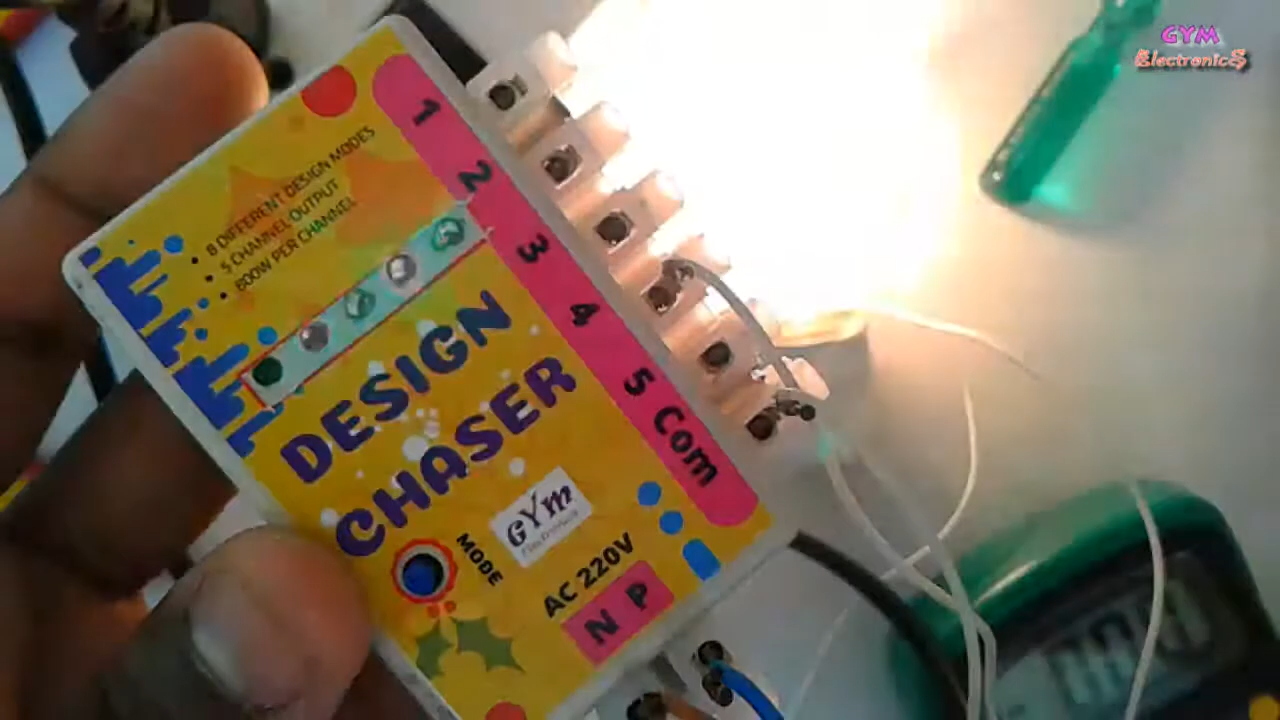 GYM
ElectronicS
8 DIFFERENT DESIGN MODES
5 CHANNEL OUTPUT
800W PER CHANNEL
1
2
3
4
5
Com
DESIGN
CHASER
GYM
Electronics
MODE
AC 220V
N P